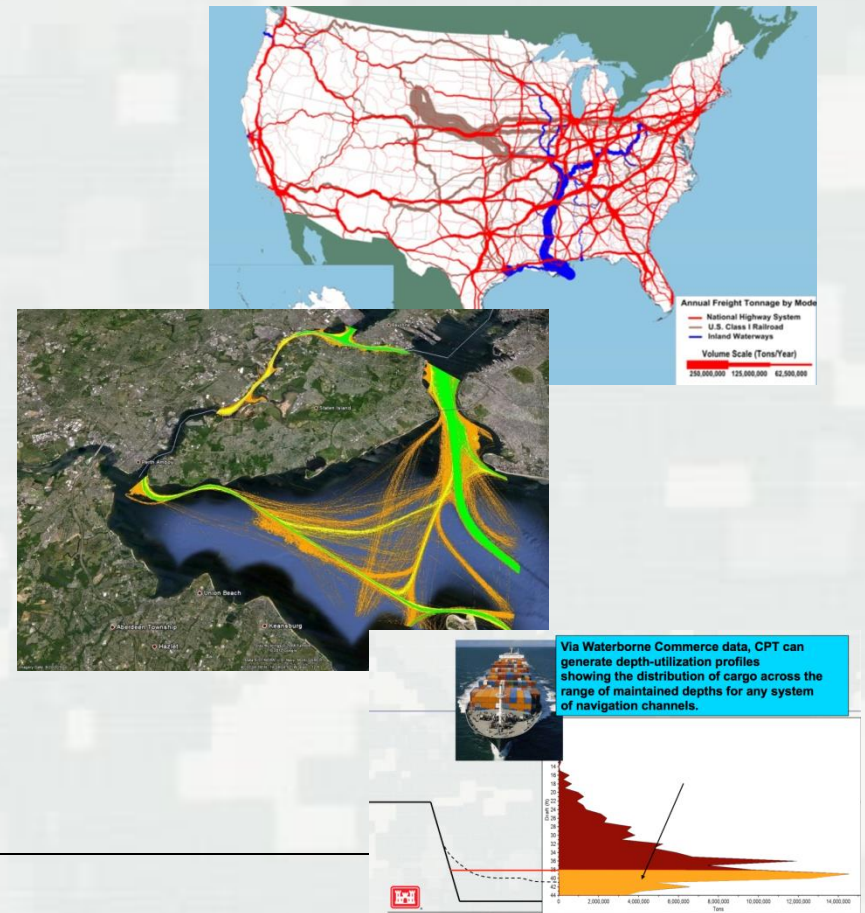 Annual Freight Tonnage by Mode
National Highway System
U.S. Class I Railroad
Inland Waterways
Volume Scale (Tons/Year)
250,000,000 125,000,000 62,500,000
Staten Island
Perth Amboy
Union Beach
Aberdeen Township
Keansburg
Hazlet
Via Waterborne Commerce data, CPT can
generate depth-utilization profiles
showing the distribution of cargo across the
range of maintained depths for any system
of navigation channels.
14
16
18
20
22
24
26
28
30
32
34
36
38
40
42
44
Draft (ft)
0 2,000,000 4,000,000 6,000,000 8,000,000 10,000,000 12,000,000 14,000,000
Tons